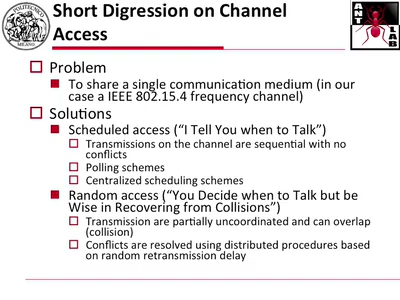 Short Digression on Channel
Access
POLITECNICO
MILANO
ANT
LAB
Problem
To share a single communication medium (in our
case a IEEE 802.15.4 frequency channel)
Solutions
Scheduled access (“I Tell You when to Talk”)
Transmissions on the channel are sequential with no
conflicts
Polling schemes
Centralized scheduling schemes
Random access (“You Decide when to Talk but be
Wise in Recovering from Collisions”)
Transmission are partially uncoordinated and can overlap
(collision)
Conflicts are resolved using distributed procedures based
on random retransmission delay